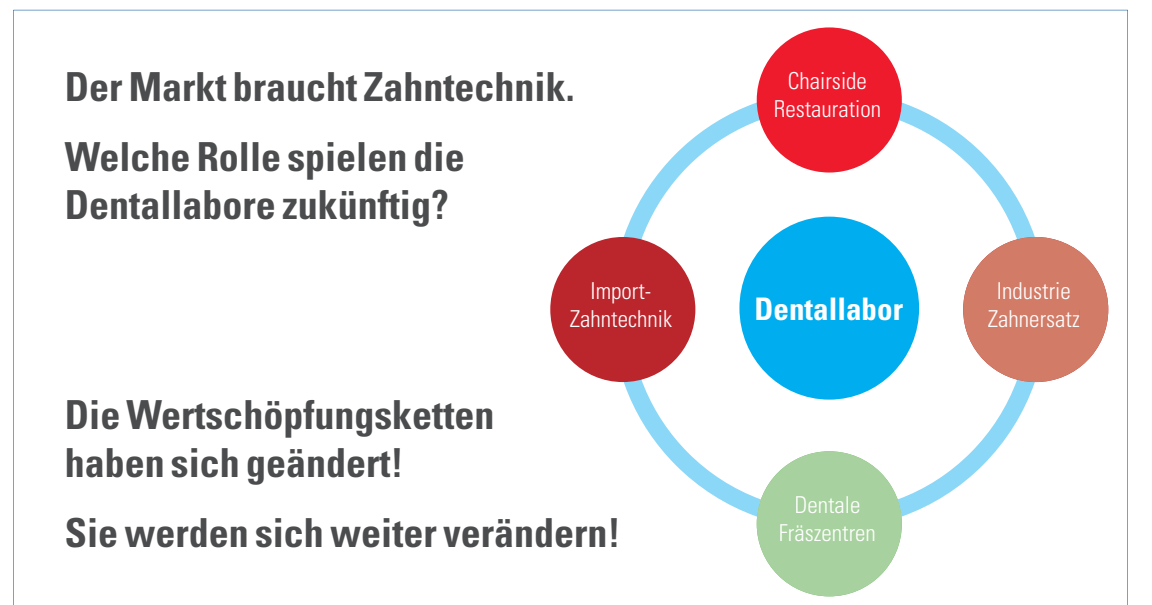 Der Markt braucht Zahntechnik.
Welche Rolle spielen die
Dentallabore zukünftig?
Die Wertschöpfungsketten
haben sich geändert!
Sie werden sich weiter verändern!
Chairside
Restauration
Import-
Zahntechnik
Dentallabor
Industrie
Zahnersatz
Dentale
Fräszentren